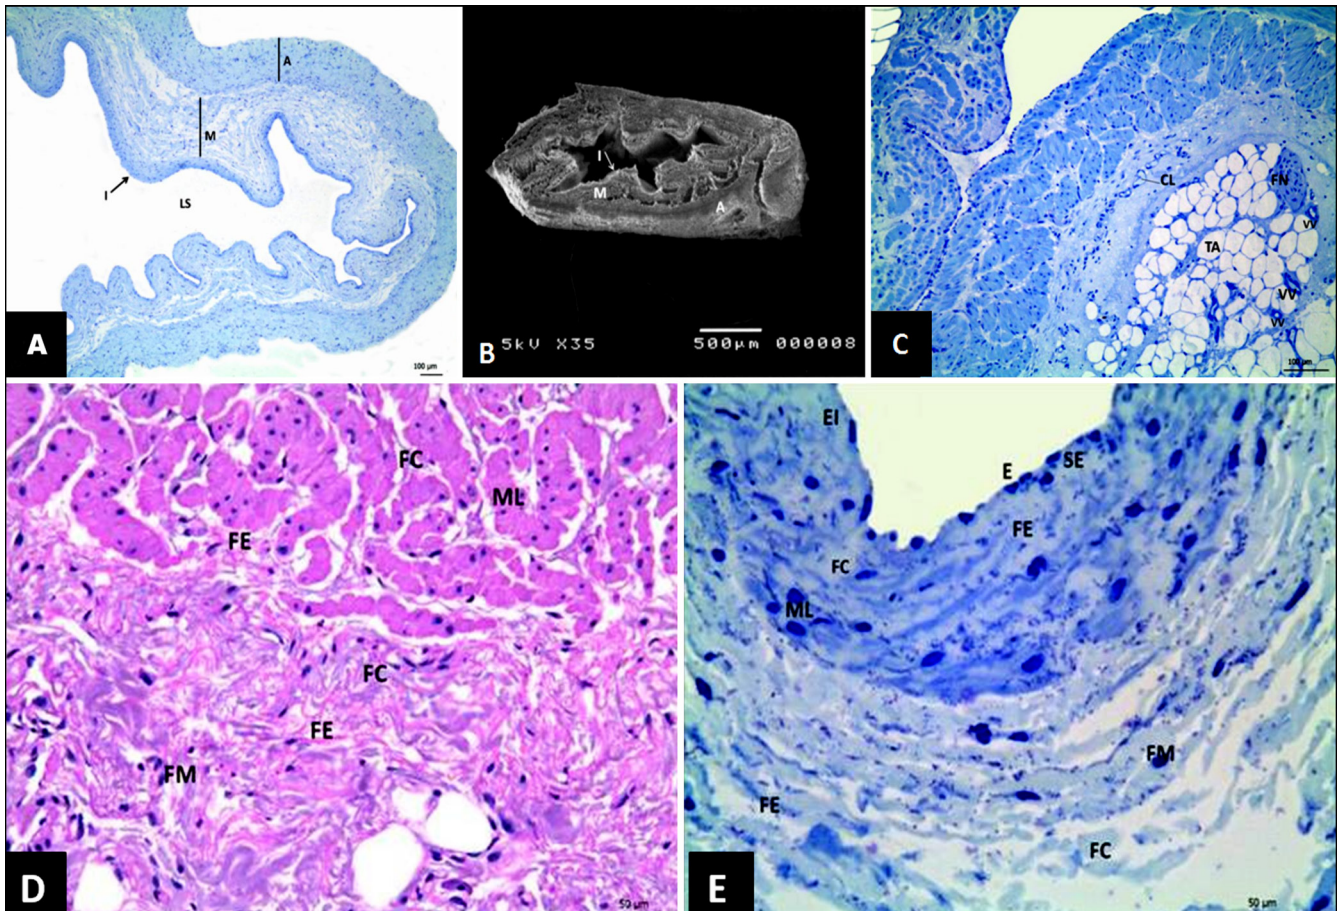 A
M
I
LS
A
100 µm
I
M
A
B
5kV X35 500µm 000008
CL
FN
VV
TA
VV
VV
C
100 µm
FC
ML
FE
FC
FE
FM
D
50 µm
EI
E
SE
FE
FC
ML
FM
FE
FC
E
50 µm